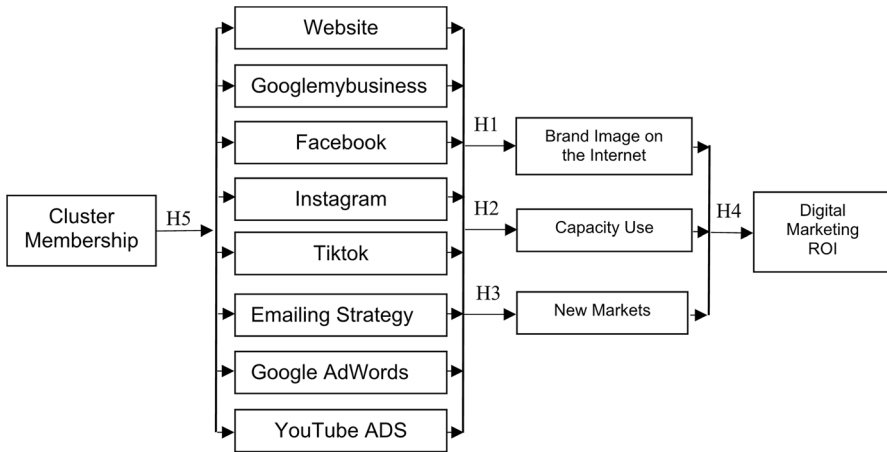 Cluster
Membership
H5
Website
Googlemybusiness
Facebook
Instagram
Tiktok
Emailing Strategy
Google AdWords
YouTube ADS
H1
H2
H3
Brand Image on
the Internet
Capacity Use
New Markets
H4
Digital
Marketing
ROI